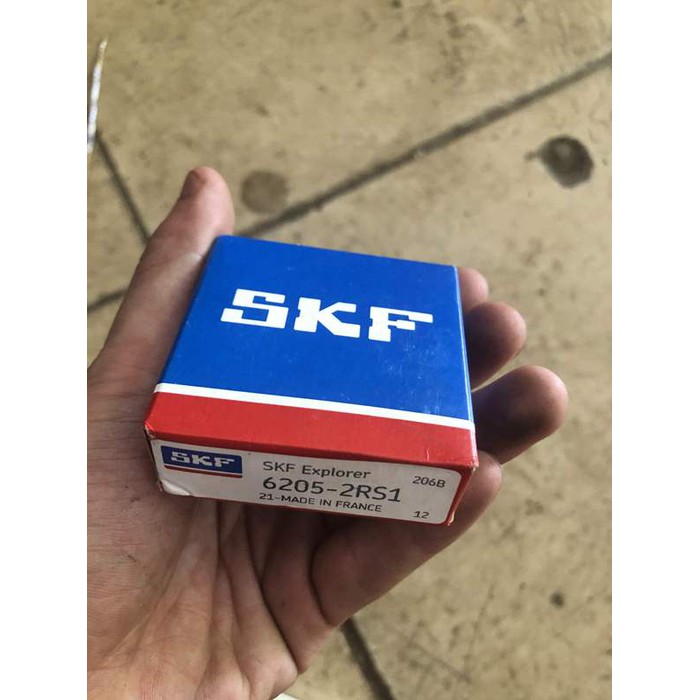 SKF
SKF
SKF Explorer
206B
6205-2RS1
21-MADE IN FRANCE
12